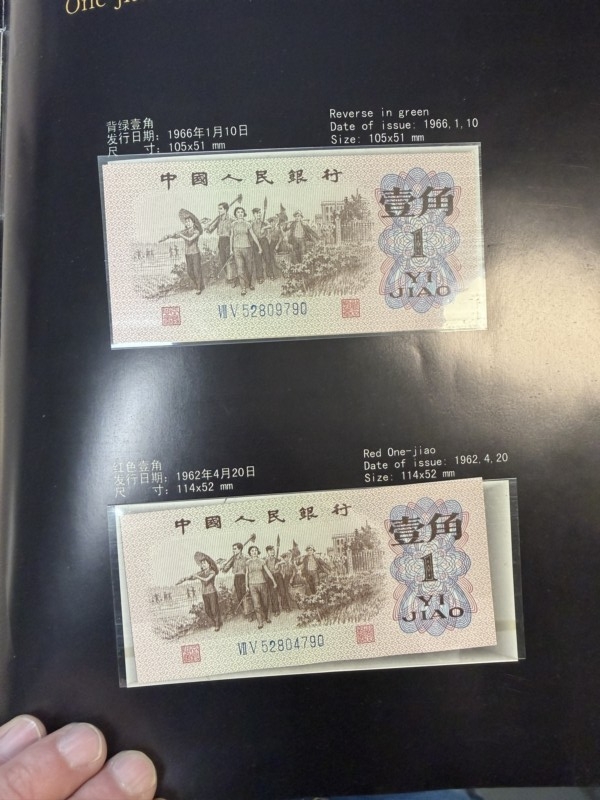 One
背绿壹角
发行日期: 1966年1月10日
尺 寸: 105x51 mm
Reverse in green
Date of issue: 1966,1,10
Size: 105x51 mm
中國人民銀行
壹角
1
YI
JIAO
Ⅷ Ⅴ 52809790
红色壹角
发行日期: 1962年4月20日
尺 寸: 114x52 mm
Red One-jiao
Date of issue: 1962,4,20
Size: 114x52 mm
中國人民銀行
壹角
1
YI
JIAO
Ⅶ Ⅴ 52804790